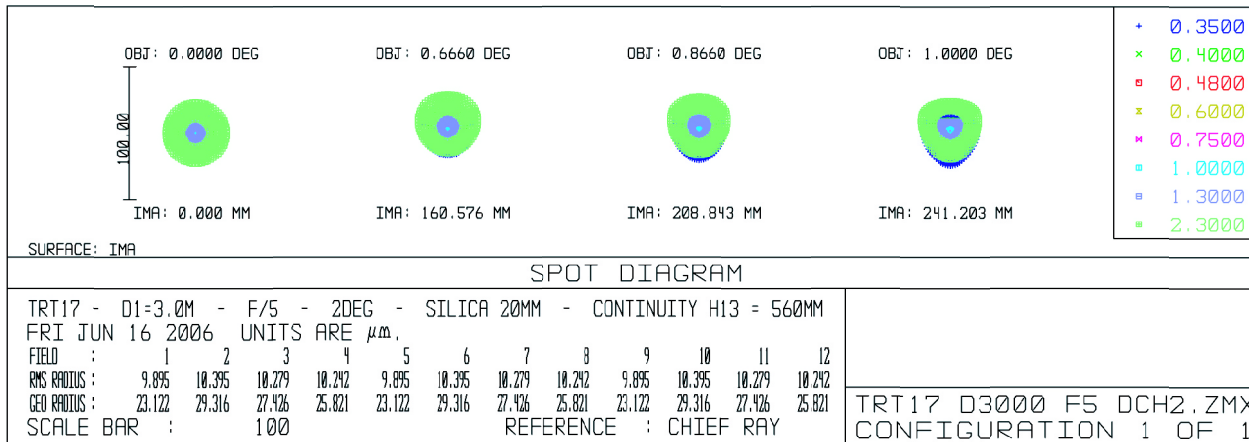 OBJ: 0.0000 DEG OBJ: 0.6660 DEG OBJ: 0.8660 DEG OBJ: 1.0000 DEG
100.00
IMA: 0.000 MM IMA: 160.576 MM IMA: 208.843 MM IMA: 241.203 MM
+ 0.3500
× 0.4000
0.4800
0.6000
0.7500
1.0000
1.3000
2.3000
SURFACE: IMA
SPOT DIAGRAM
TRT17 - D1=3.0M - F/5 - 2DEG - SILICA 20MM - CONTINUITY H13 = 560MM
FRI JUN 16 2006 UNITS ARE µm.
FIELD : 1 2 3 4 5 6 7 8 9 10 11 12
RMS RADIUS : 9.895 10.395 10.279 10.242 9.895 10.395 10.279 10.242 9.895 10.395 10.279 10.242
GEO RADIUS : 23.122 29.316 27.426 25.821 23.122 29.316 27.426 25.821 23.122 29.316 27.426 25.821
SCALE BAR : 100 REFERENCE : CHIEF RAY
TRT17 D3000 F5 DCH2.ZMX
CONFIGURATION 1 OF 1